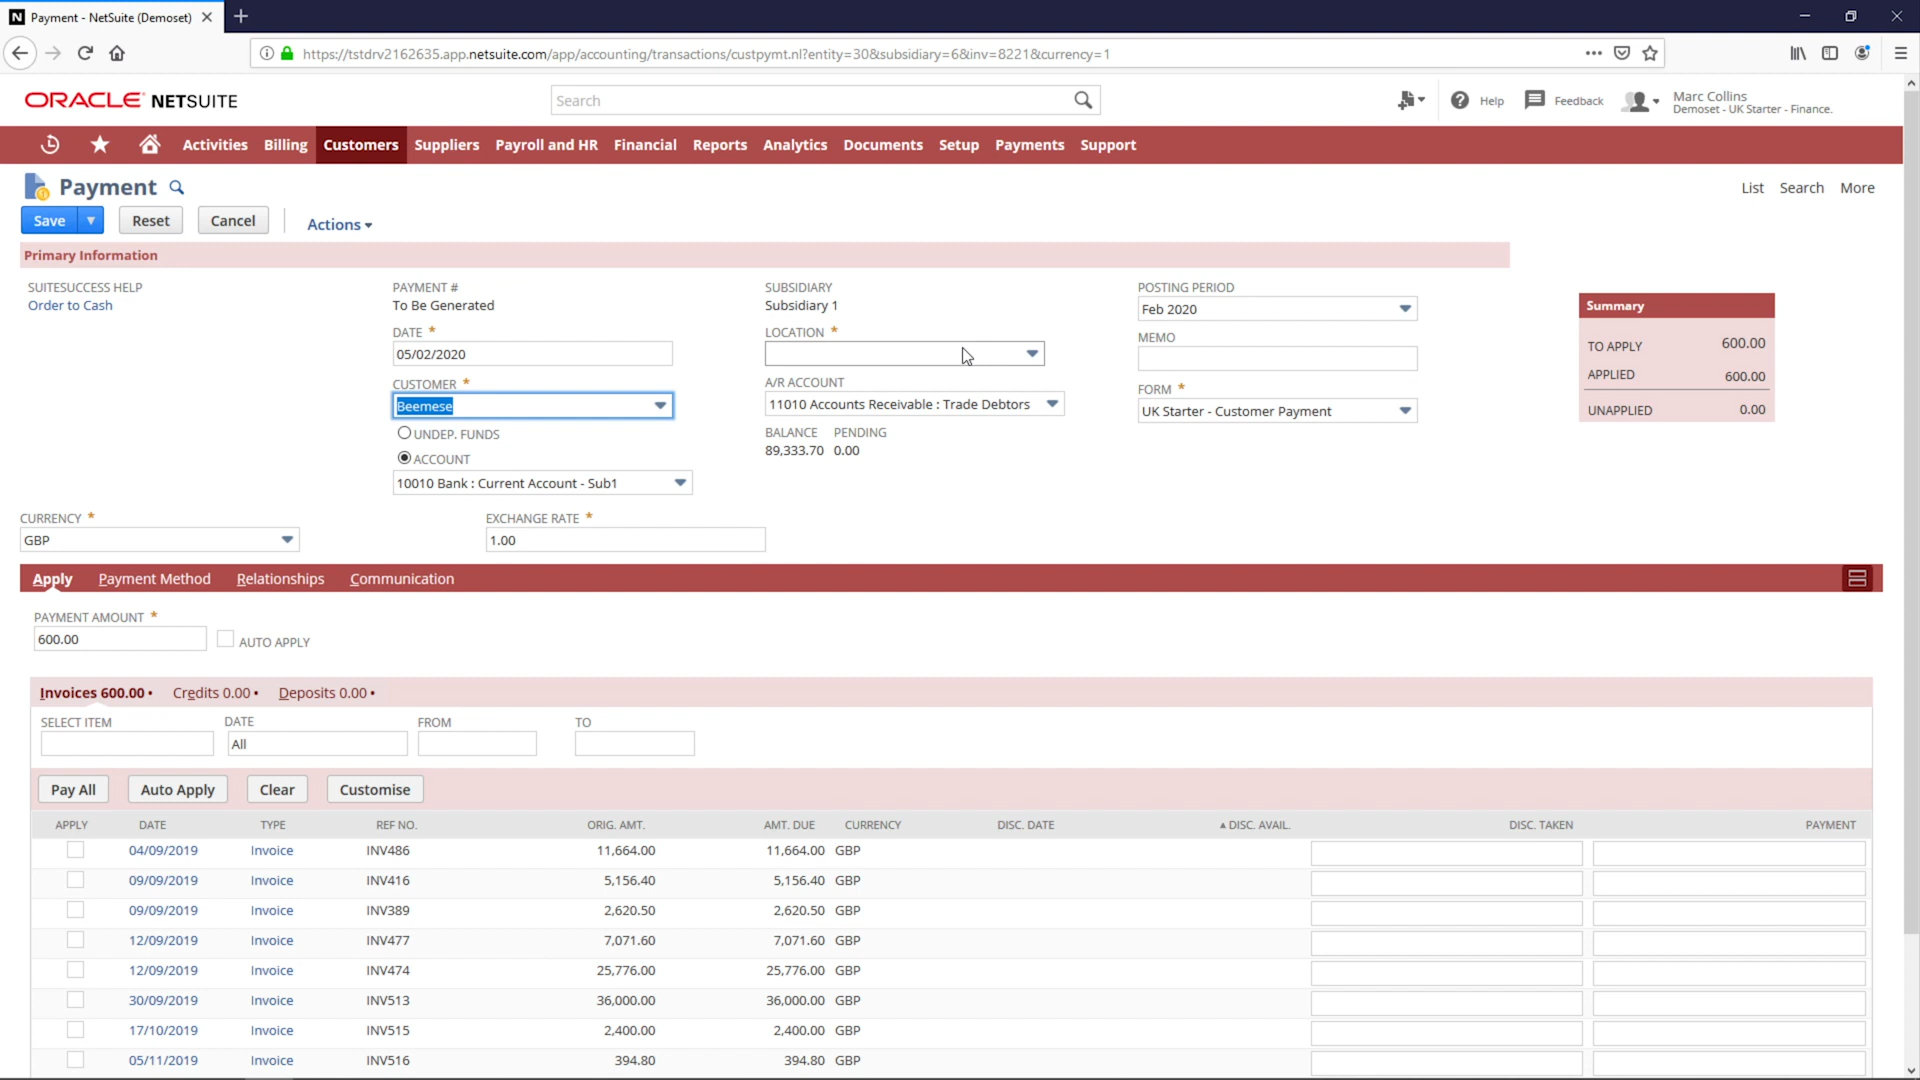 Payment - NetSuite (Demoset)
https://tstdrv2162635.app.netsuite.com/app/accounting/transactions/custpymt.nl?entity=30&subsidiary=6&inv=8221&currency=1
ORACLE NETSUITE
Search
Help
Feedback
Marc Collins
Demoset - UK Starter - Finance.
Activities Billing Customers Suppliers Payroll and HR Financial Reports Analytics Documents Setup Payments Support
Payment
List Search More
Save Reset Cancel Actions
Primary Information
SUITESUCCESS HELP
Order to Cash
PAYMENT #
To Be Generated
DATE *
05/02/2020
CUSTOMER *
Beemese
UNDEP. FUNDS
ACCOUNT
10010 Bank : Current Account - Sub1
SUBSIDIARY
Subsidiary 1
LOCATION *
A/R ACCOUNT
11010 Accounts Receivable : Trade Debtors
BALANCE PENDING
89,333.70 0.00
POSTING PERIOD
Feb 2020
MEMO
FORM *
UK Starter - Customer Payment
Summary
TO APPLY 600.00
APPLIED 600.00
UNAPPLIED 0.00
CURRENCY *
GBP
EXCHANGE RATE *
1.00
Apply Payment Method Relationships Communication
PAYMENT AMOUNT *
600.00
AUTO APPLY
Invoices 600.00 • Credits 0.00 • Deposits 0.00 •
SELECT ITEM DATE FROM TO
All
Pay All Auto Apply Clear Customise
APPLY DATE TYPE REF NO. ORIG. AMT. AMT. DUE CURRENCY DISC. DATE ▲ DISC. AVAIL. DISC. TAKEN PAYMENT
04/09/2019 Invoice INV486 11,664.00 11,664.00 GBP
09/09/2019 Invoice INV416 5,156.40 5,156.40 GBP
09/09/2019 Invoice INV389 2,620.50 2,620.50 GBP
12/09/2019 Invoice INV477 7,071.60 7,071.60 GBP
12/09/2019 Invoice INV474 25,776.00 25,776.00 GBP
30/09/2019 Invoice INV513 36,000.00 36,000.00 GBP
17/10/2019 Invoice INV515 2,400.00 2,400.00 GBP
05/11/2019 Invoice INV516 394.80 394.80 GBP